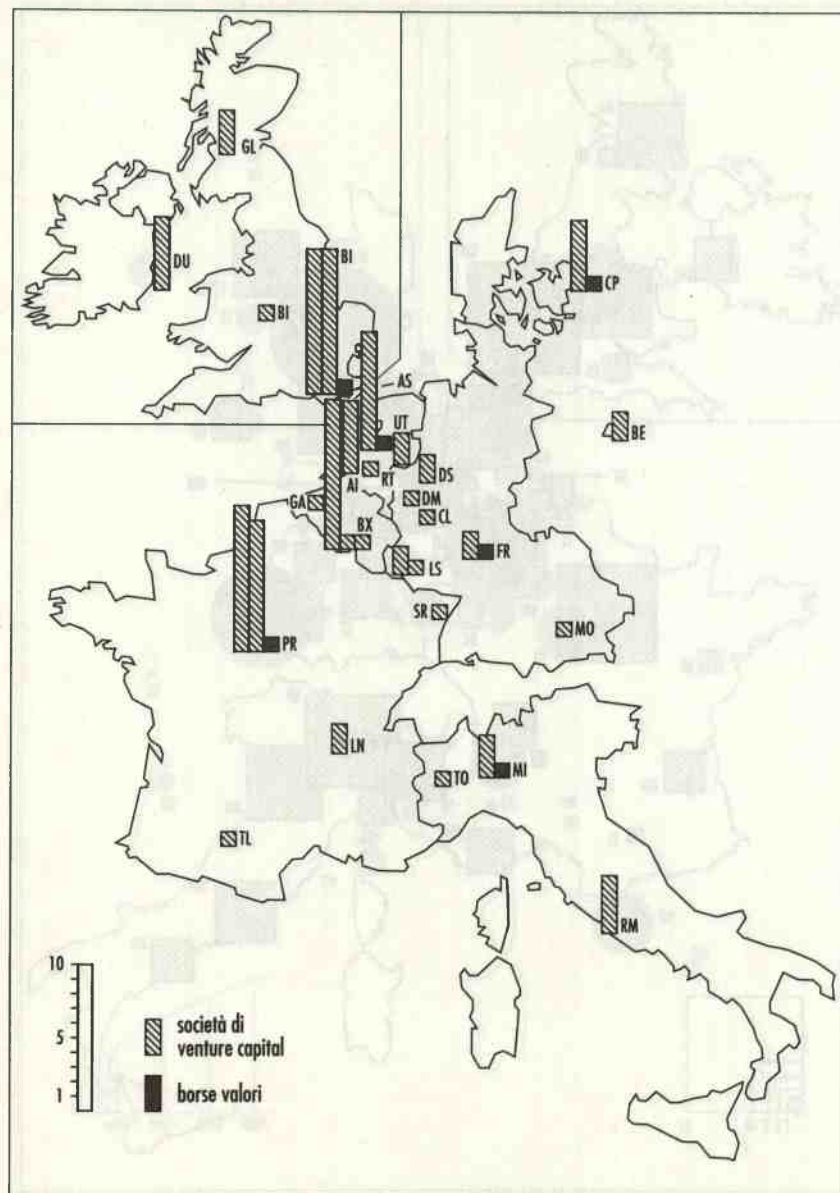 GL
DU
BI
BI
CP
AS
UT
BE
RT
DS
AI
DM
GA
CL
BX
FR
LS
SR
MO
PR
LN
TO
MI
TL
RM
10
5
1
società di
venture capital
borse valori